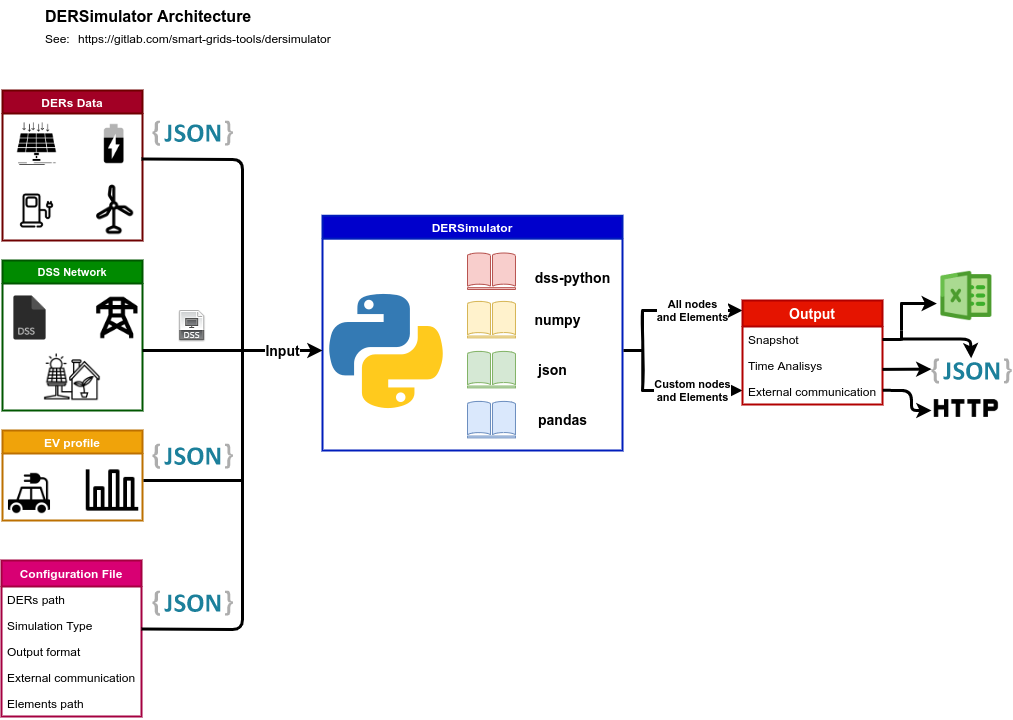 DERSimulator Architecture
See: https://gitlab.com/smart-grids-tools/dersimulator
DERs Data
{JSON}
DSS Network
DSS
DSS
EV profile
{JSON}
Configuration File
DERs path
Simulation Type
Output format
External communication
Elements path
{JSON}
Input
DERSimulator
dss-python
numpy
json
pandas
All nodes
and Elements
Custom nodes
and Elements
Output
Snapshot
Time Analisys
External communication
X
{JSON}
HTTP